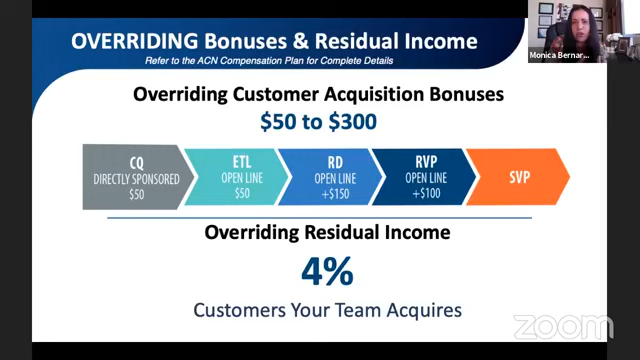 OVERRIDING Bonuses & Residual Income
Refer to the ACN Compensation Plan for Complete Details
Monica Bernar...
Overriding Customer Acquisition Bonuses
$50 to $300
CQ
DIRECTLY SPONSORED
$50
ETL
OPEN LINE
$50
RD
OPEN LINE
+$150
RVP
OPEN LINE
+$100
SVP
Overriding Residual Income
4%
Customers Your Team Acquires
zoom